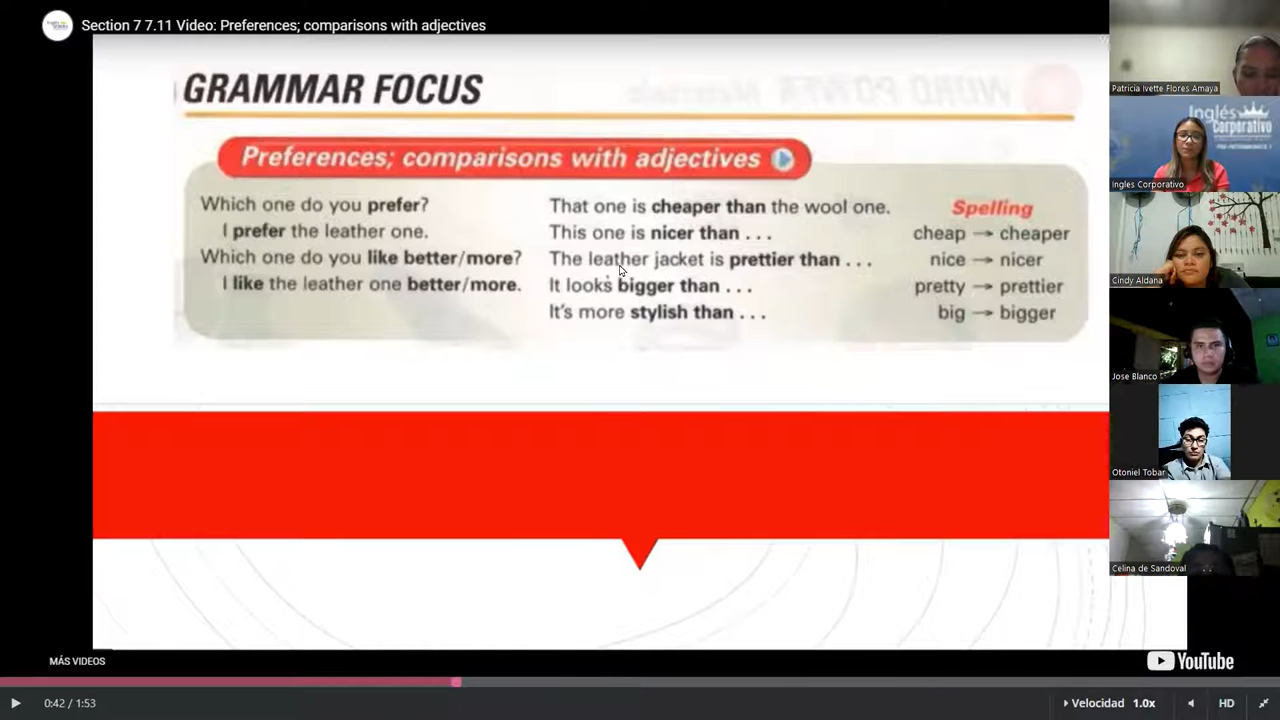 Section 7 7.11 Video: Preferences; comparisons with adjectives
GRAMMAR FOCUS
WORD POWER Materials
Preferences; comparisons with adjectives
Which one do you prefer?
I prefer the leather one.
Which one do you like better/more?
I like the leather one better/more.
That one is cheaper than the wool one.
This one is nicer than . . .
The leather jacket is prettier than . . .
It looks bigger than . . .
It's more stylish than . . .
Spelling
cheap → cheaper
nice → nicer
pretty → prettier
big → bigger
Patricia Ivette Flores Amaya
Inglés
Corporativo
Ingles Corporativo
Cindy Aldana
Jose Blanco
Otoniel Tobar
Celina de Sandoval
MÁS VIDEOS
YouTube
0:42 / 1:53
Velocidad 1.0x
HD